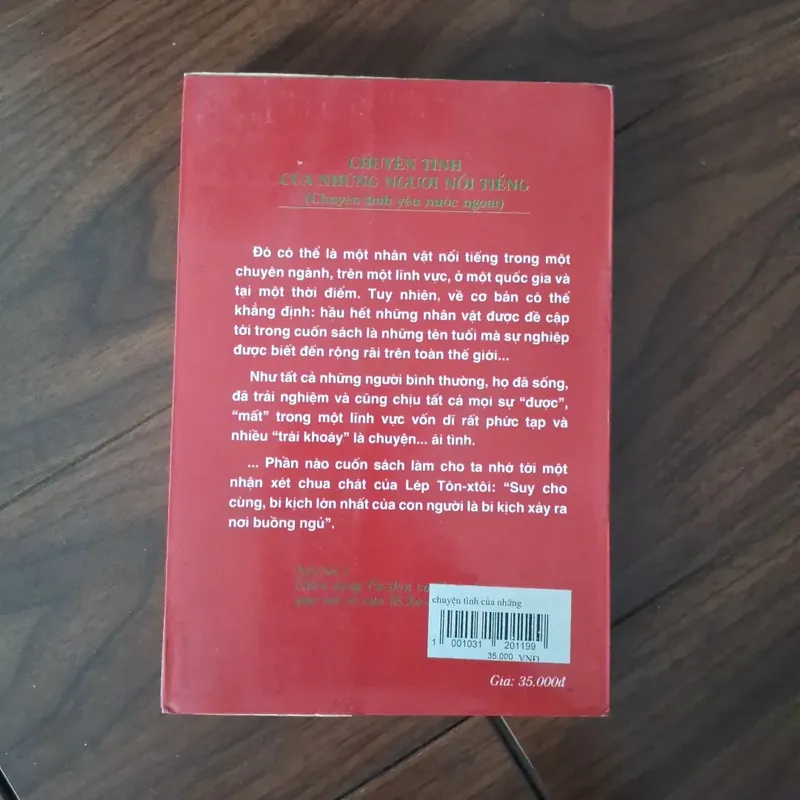 CHUYỆN TÌNH
CỦA NHỮNG NGƯỜI NỔI TIẾNG
(Chuyện tình yêu nước ngoài)
Đó có thể là một nhân vật nổi tiếng trong một
chuyên ngành, trên một lĩnh vực, ở một quốc gia và
tại một thời điểm. Tuy nhiên, về cơ bản có thể
khẳng định: hầu hết những nhân vật được đề cập
tới trong cuốn sách là những tên tuổi mà sự nghiệp
được biết đến rộng rãi trên toàn thế giới...
Như tất cả những người bình thường, họ đã sống,
đã trải nghiệm và cũng chịu tất cả mọi sự “được”,
“mất” trong một lĩnh vực vốn dĩ rất phức tạp và
nhiều “trái khoáy” là chuyện... ái tình.
... Phần nào cuốn sách làm cho ta nhớ tới một
nhận xét chua chát của Lép Tôn-xtôi: “Suy cho
cùng, bi kịch lớn nhất của con người là bi kịch xảy ra
nơi buồng ngủ”.
chuyện tình của những
1 001031 201199
35.000 VNĐ
Giá: 35.000đ